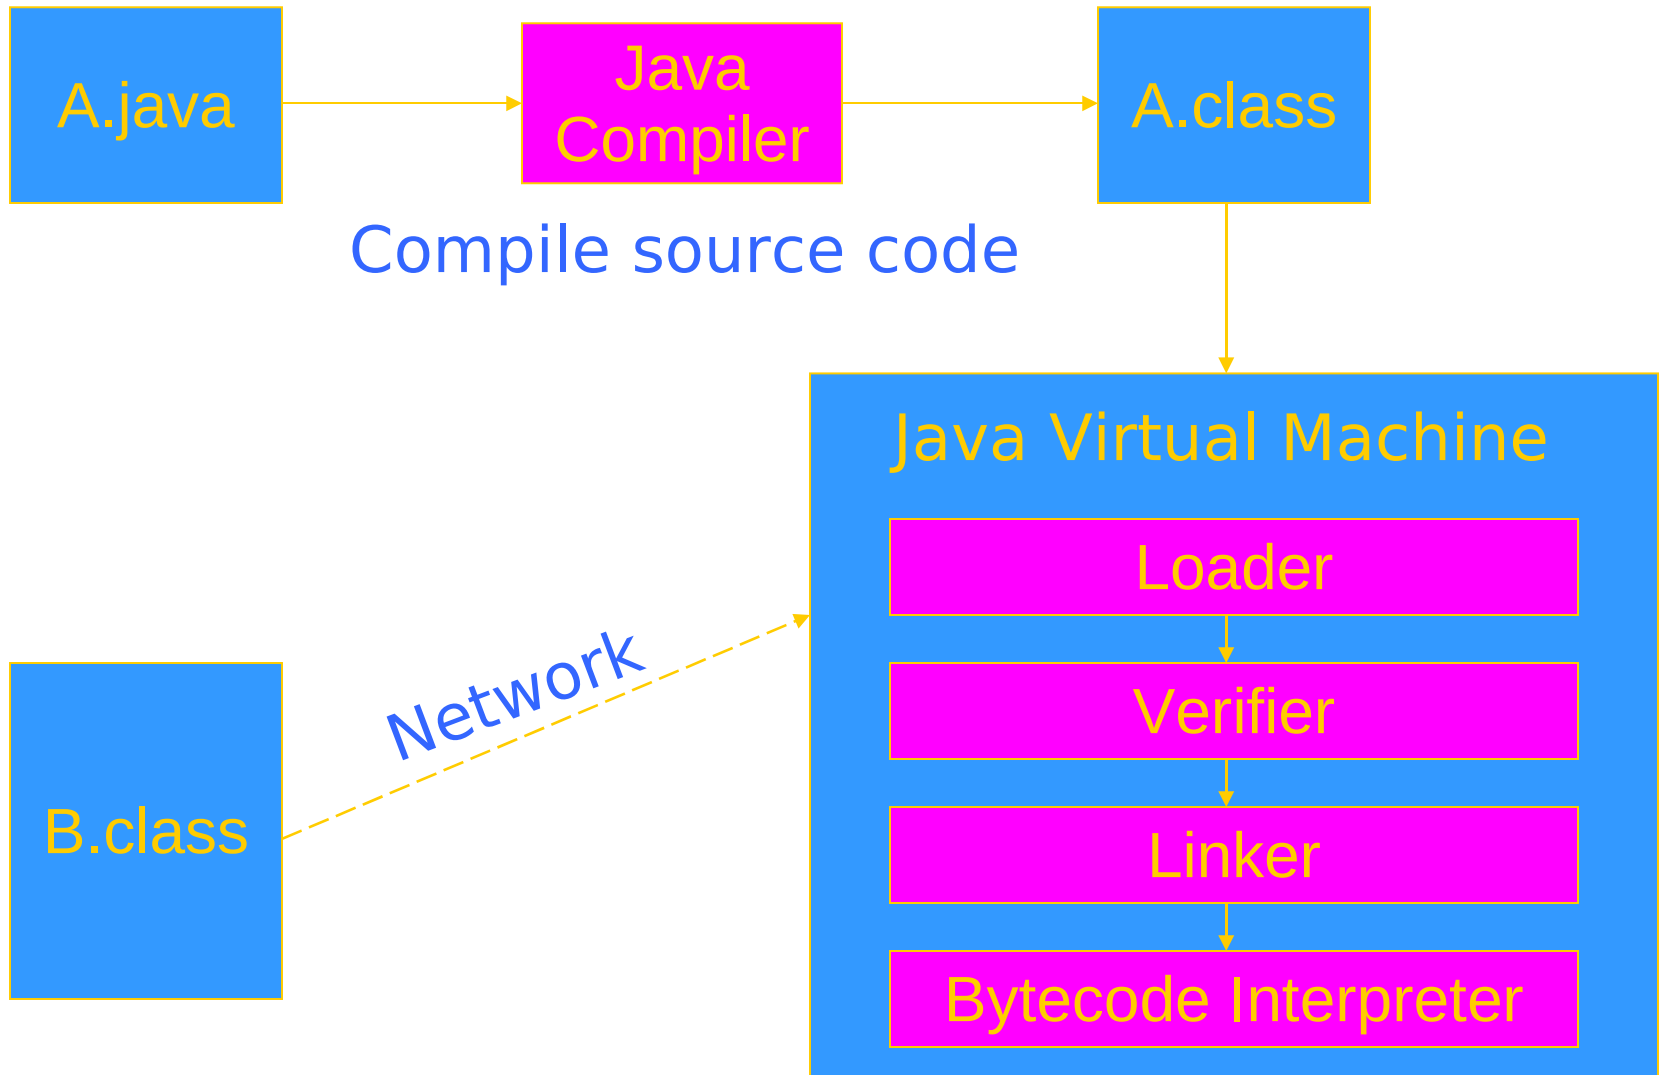 A.java
Java
Compiler
A.class
Compile source code
Java Virtual Machine
Loader
Network
Verifier
B.class
Linker
Bytecode Interpreter